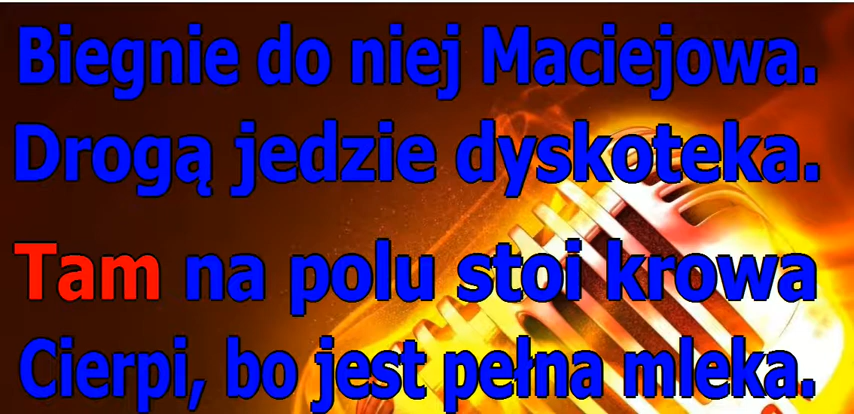 Biegnie do niej Maciejowa.
Drogą jedzie dyskoteka.
Tam na polu stoi krowa
Cierpi, bo jest pełna mleka.